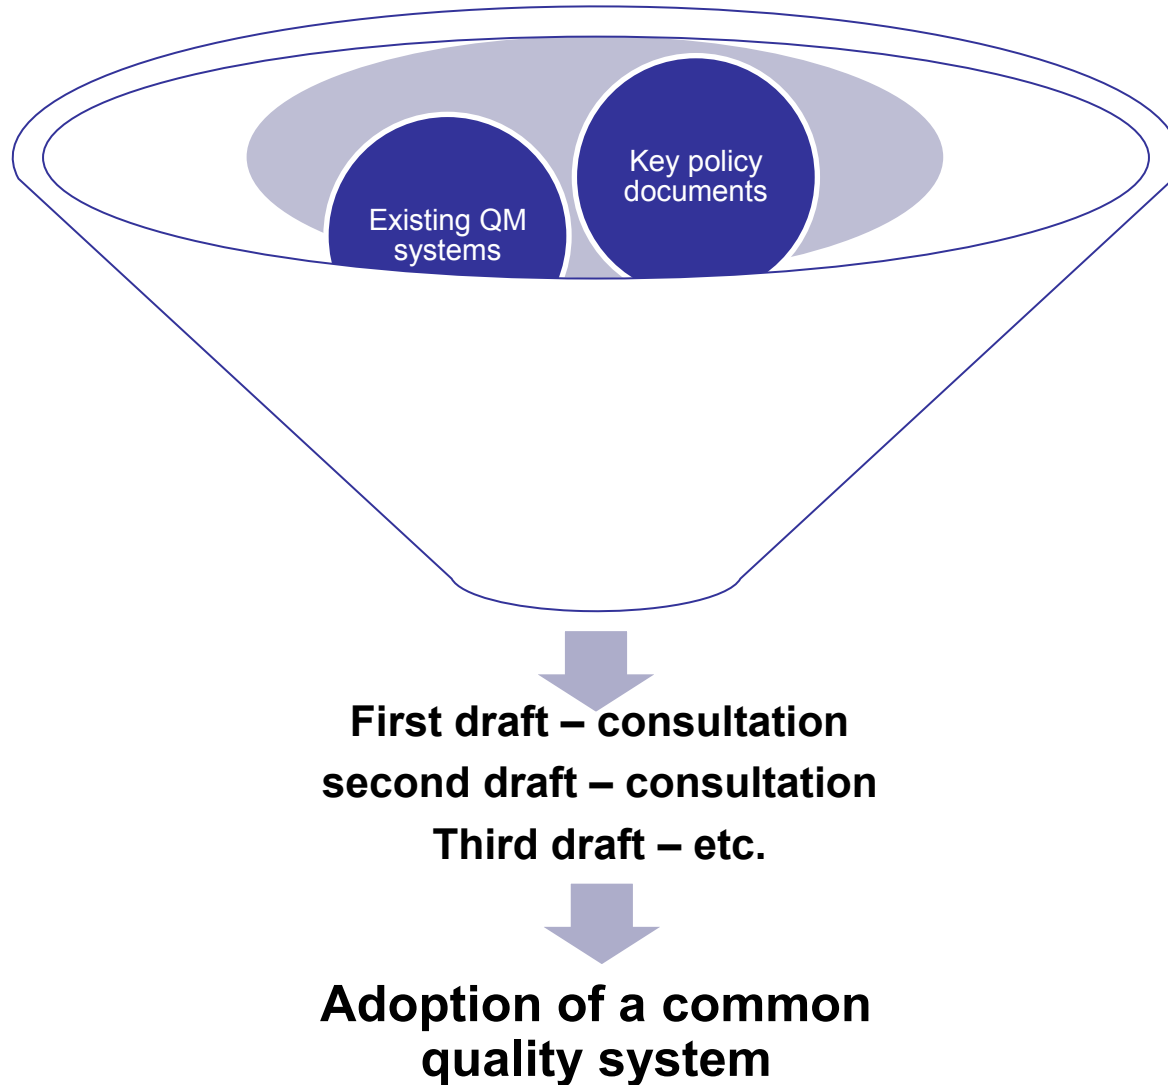 Key policy
documents
Existing QM
systems
First draft – consultation
second draft – consultation
Third draft – etc.
Adoption of a common
quality system